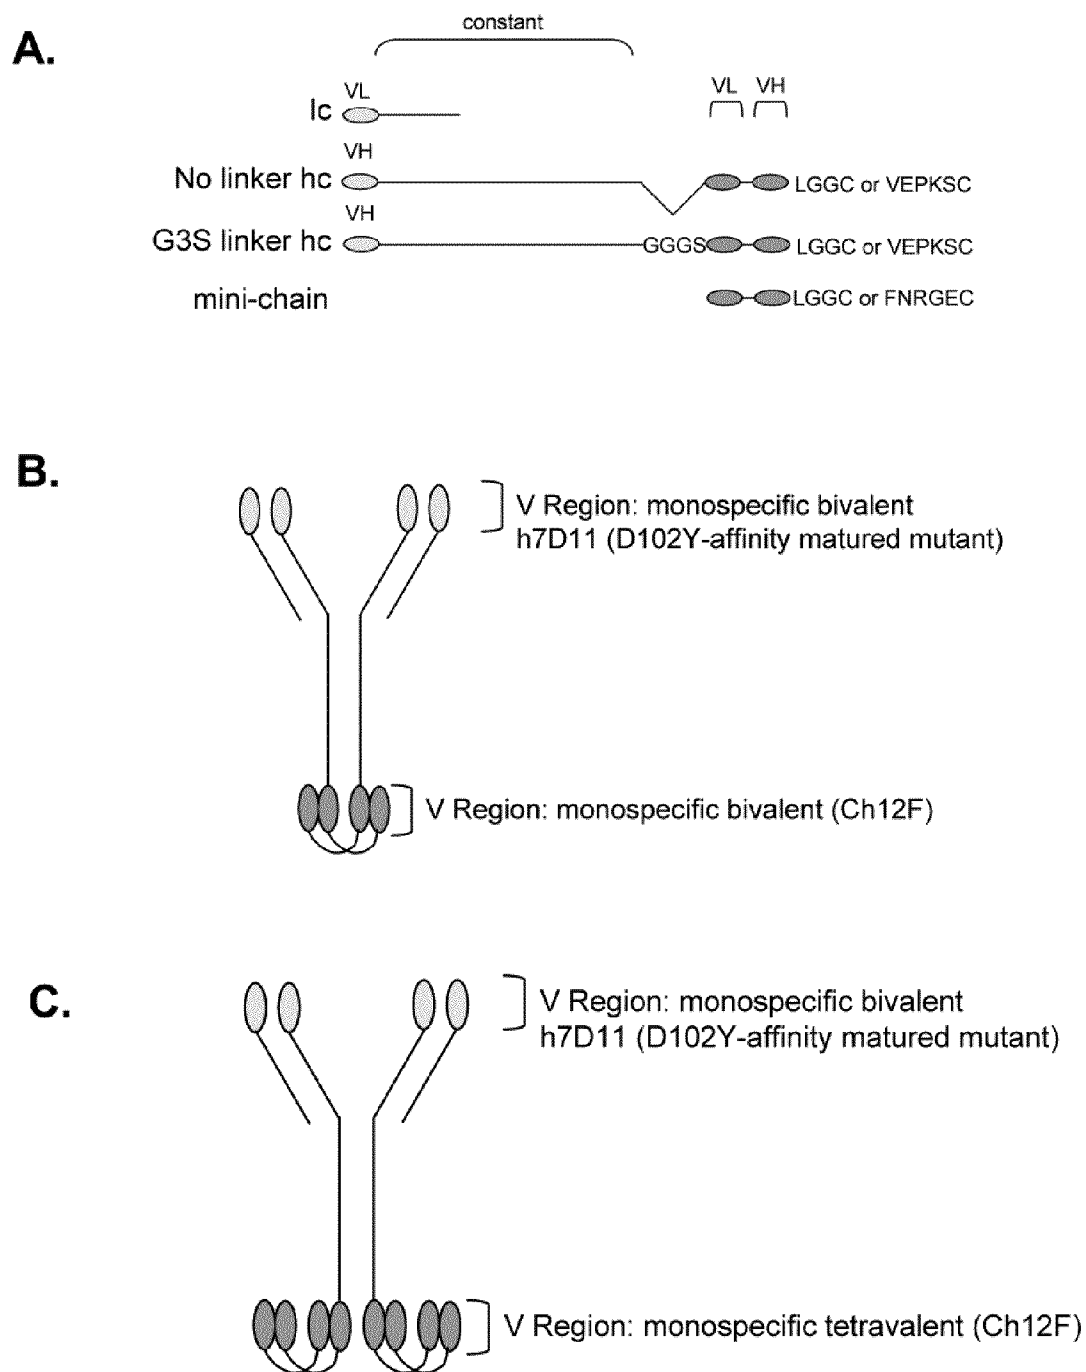 A.
constant
VL
lc
VL VH
VH
No linker hc
LGGC or VEPKSC
VH
G3S linker hc
GGGS
LGGC or VEPKSC
mini-chain
LGGC or FNRGEC
B.
V Region: monospecific bivalent
h7D11 (D102Y-affinity matured mutant)
V Region: monospecific bivalent (Ch12F)
C.
V Region: monospecific bivalent
h7D11 (D102Y-affinity matured mutant)
V Region: monospecific tetravalent (Ch12F)